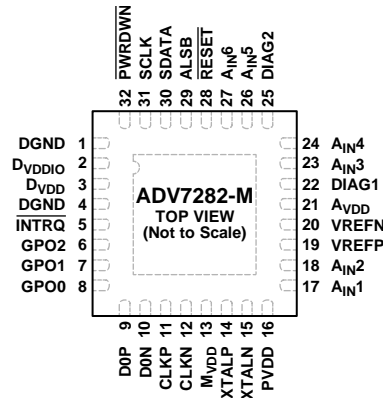 32 PWRDWN
31 SCLK
30 SDATA
29 ALSB
28 RESET
27 AIN6
26 AIN5
25 DIAG2
DGND 1
DVDDIO 2
DVDD 3
DGND 4
INTRQ 5
GPO2 6
GPO1 7
GPO0 8
ADV7282-M
TOP VIEW
(Not to Scale)
24 AIN4
23 AIN3
22 DIAG1
21 AVDD
20 VREFN
19 VREFP
18 AIN2
17 AIN1
D0P 9
D0N 10
CLKP 11
CLKN 12
MVDD 13
XTALP 14
XTALN 15
PVDD 16